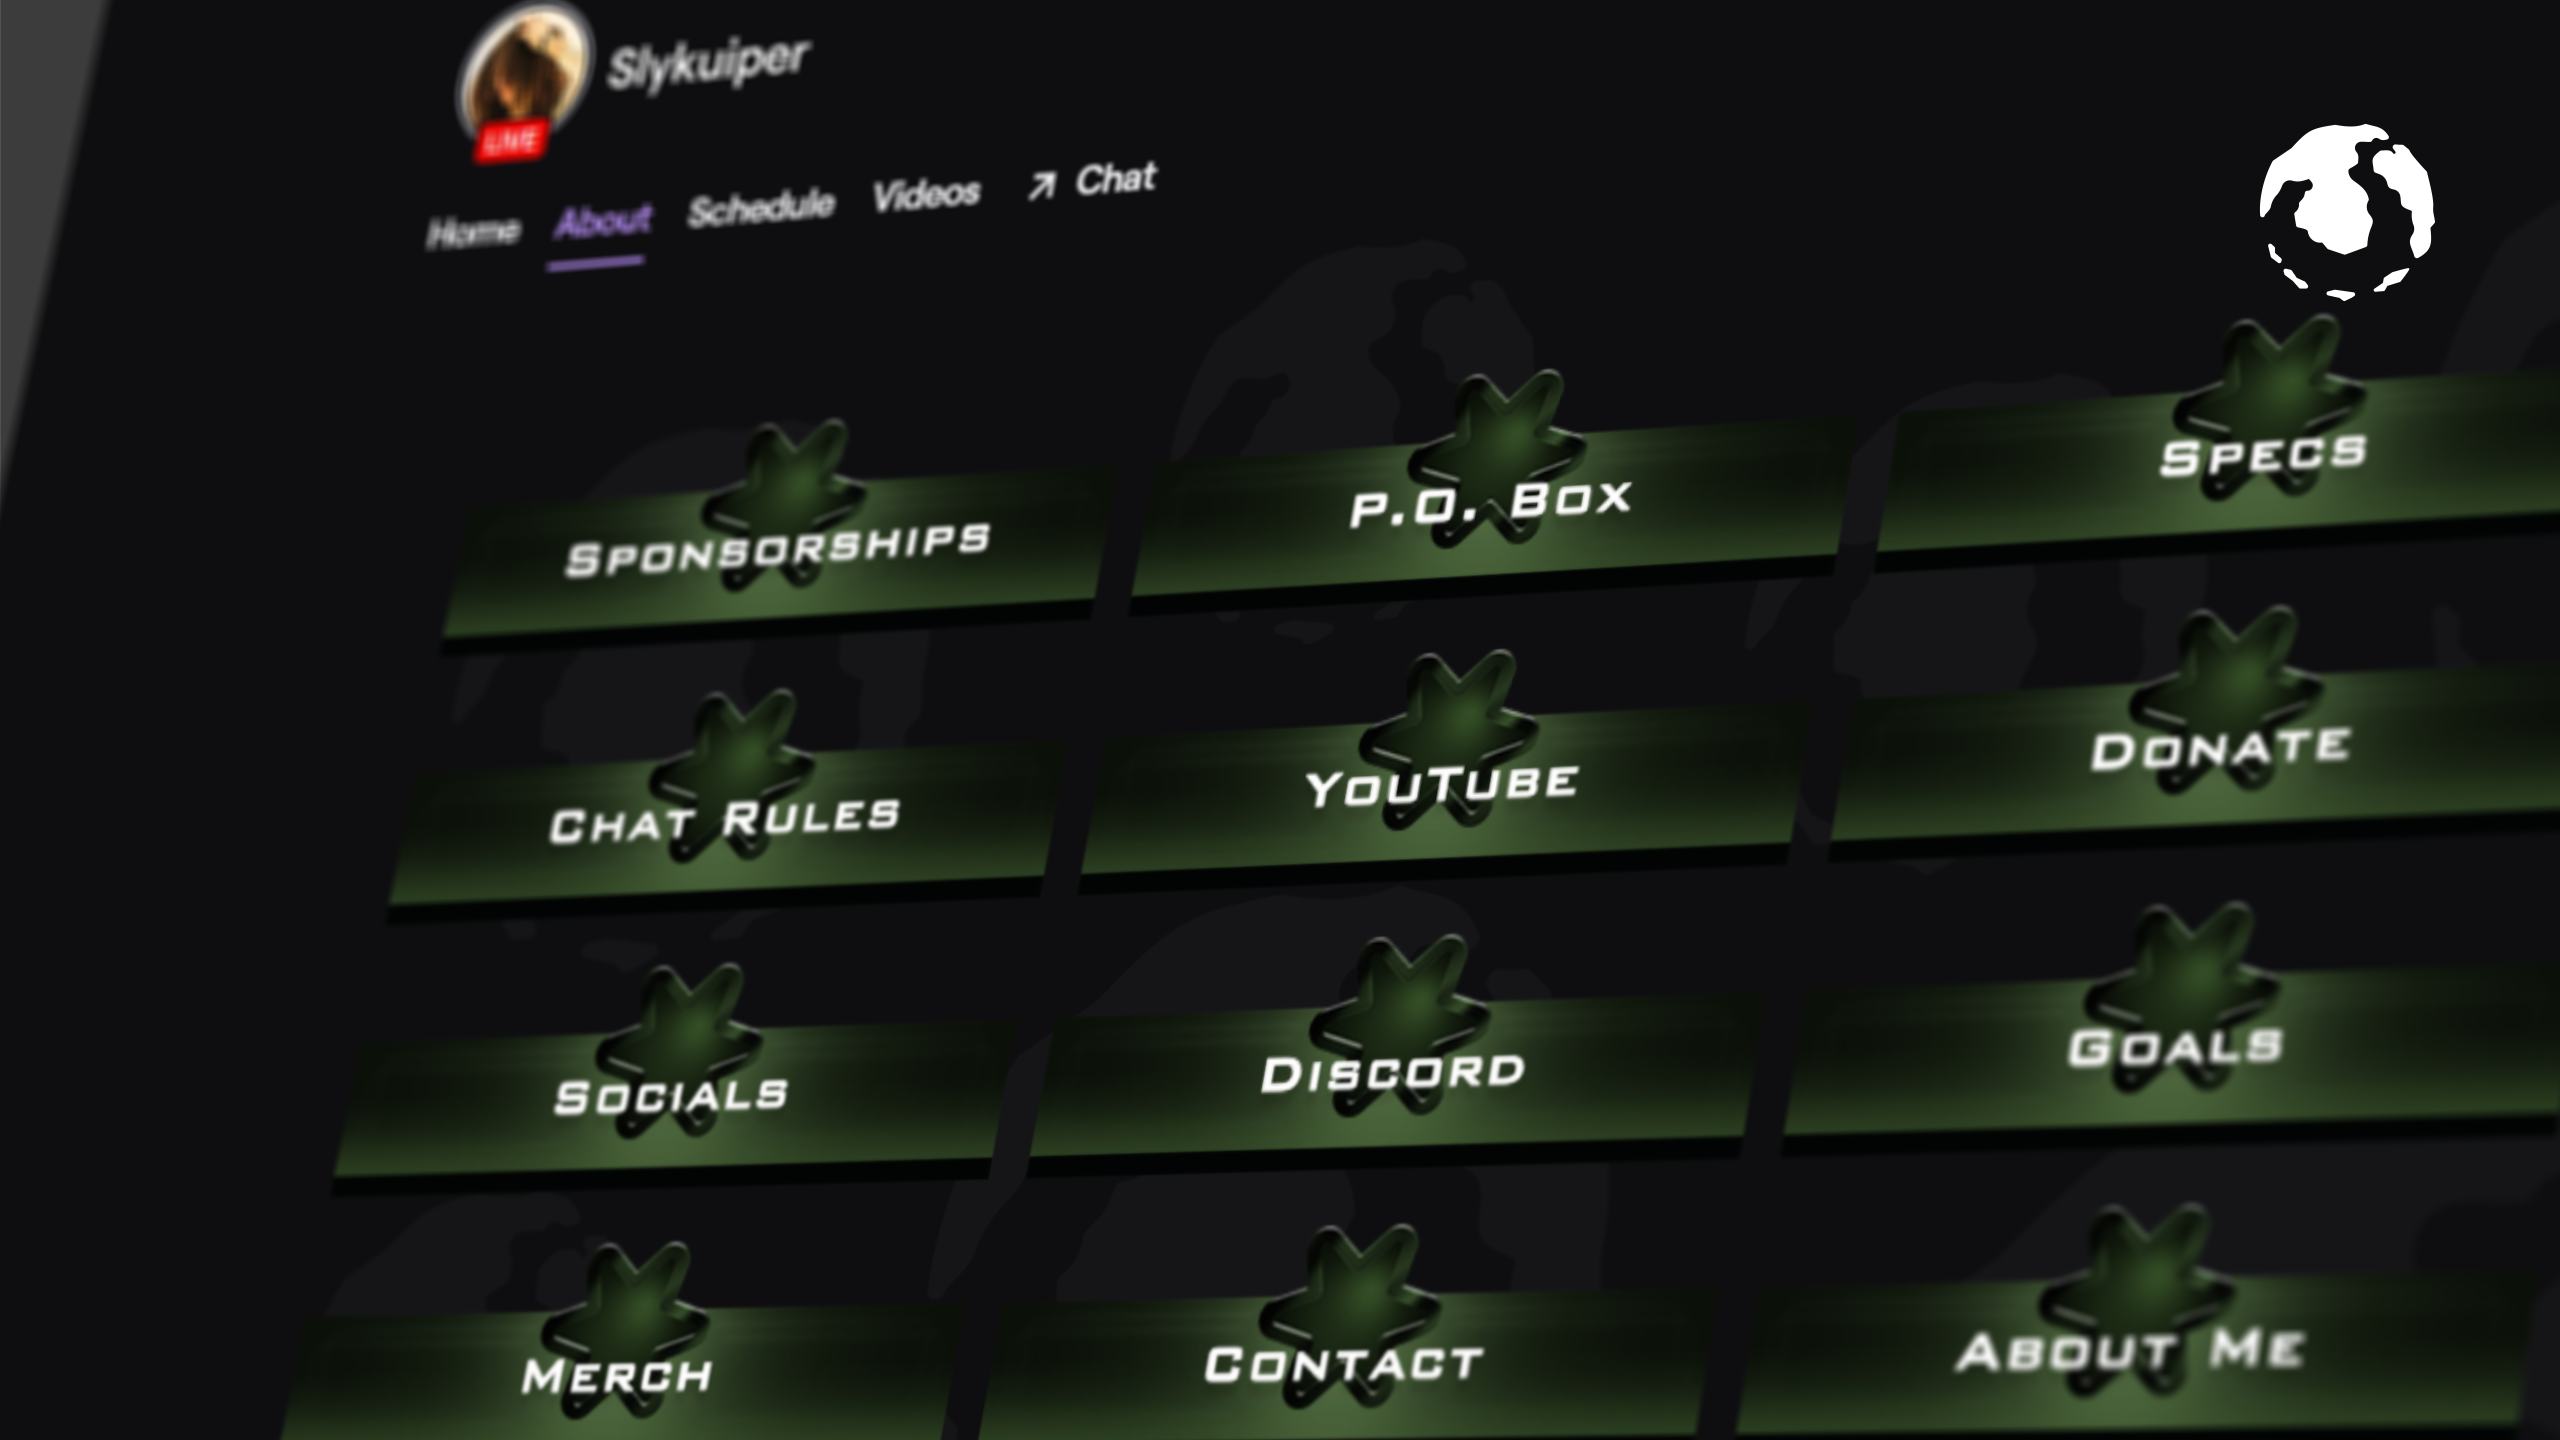 Slykuiper
LIVE
Home About Schedule Videos Chat
Sponsorships P.O. Box Specs
Chat Rules YouTube Donate
Socials Discord Goals
Merch Contact About Me